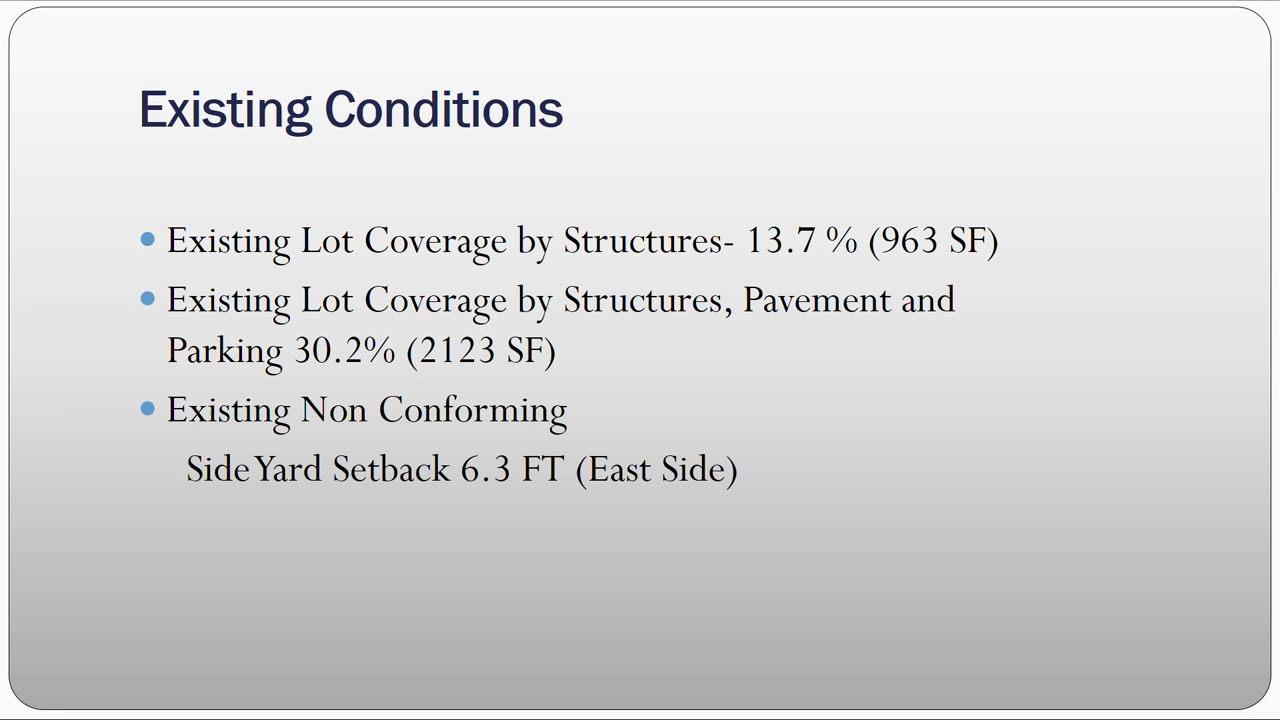 Existing Conditions
Existing Lot Coverage by Structures- 13.7 % (963 SF)
Existing Lot Coverage by Structures, Pavement and
Parking 30.2% (2123 SF)
Existing Non Conforming
Side Yard Setback 6.3 FT (East Side)